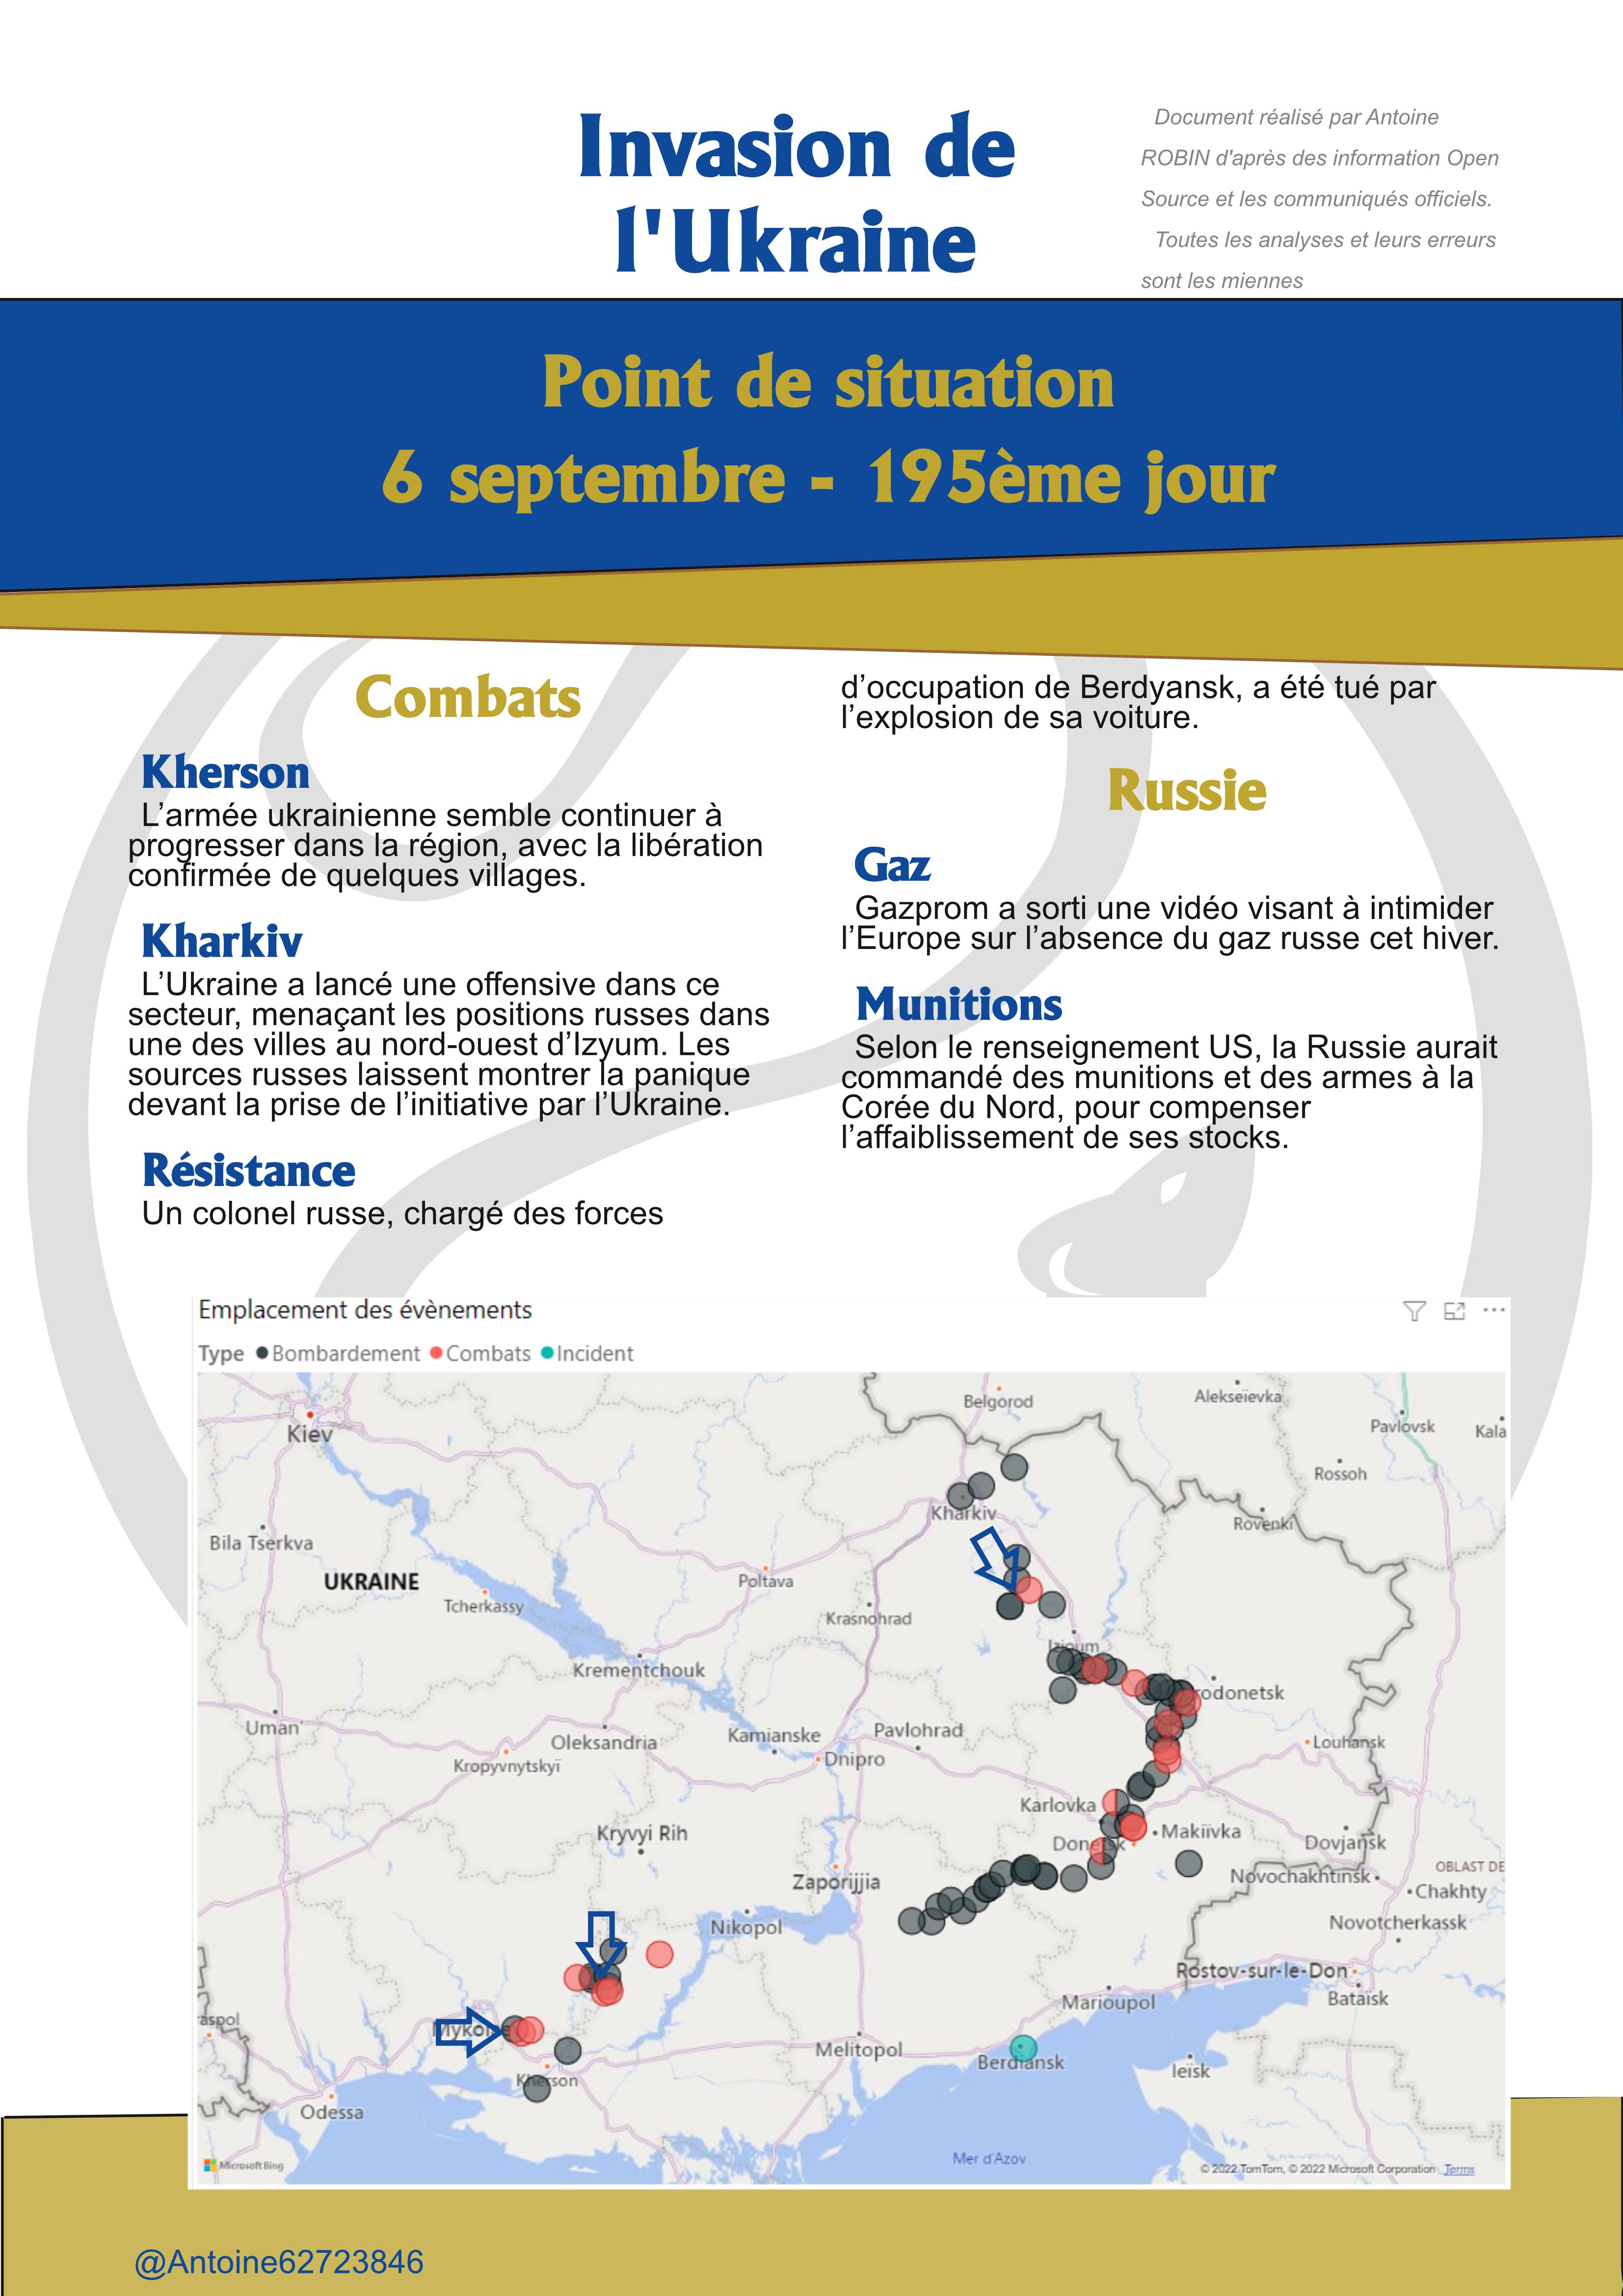 Invasion de
l'Ukraine
Document réalisé par Antoine
ROBIN d'après des information Open
Source et les communiqués officiels.
Toutes les analyses et leurs erreurs
sont les miennes
Point de situation
6 septembre - 195ème jour
Combats
Kherson
L’armée ukrainienne semble continuer à
progresser dans la région, avec la libération
confirmée de quelques villages.
Kharkiv
L’Ukraine a lancé une offensive dans ce
secteur, menaçant les positions russes dans
une des villes au nord-ouest d’Izyum. Les
sources russes laissent montrer la panique
devant la prise de l’initiative par l’Ukraine.
Résistance
Un colonel russe, chargé des forces
d’occupation de Berdyansk, a été tué par
l’explosion de sa voiture.
Russie
Gaz
Gazprom a sorti une vidéo visant à intimider
l’Europe sur l’absence du gaz russe cet hiver.
Munitions
Selon le renseignement US, la Russie aurait
commandé des munitions et des armes à la
Corée du Nord, pour compenser
l’affaiblissement de ses stocks.
Emplacement des évènements
Type Bombardement Combats Incident
Belgorod
Alekseïevka
Pavlovsk
Kala
Kiev
Rossoh
Kharkiv
Rovenki
Bila Tserkva
UKRAINE
Poltava
Tcherkassy
Krasnohrad
Izioum
Krementchouk
rodonetsk
Uman
Oleksandria
Kamianske
Pavlohrad
Louhansk
Kropyvnytskyï
Dnipro
Karlovka
Kryvyi Rih
Donetsk
Makiïvka
Dovjansk
Zaporijjia
Novochakhtinsk
OBLAST DE
Chakhty
Nikopol
Novotcherkassk
Rostov-sur-le-Don
Bataïsk
Marioupol
aspol
Mykol
Melitopol
Berdiansk
Ieïsk
Kherson
Odessa
Mer d'Azov
Microsoft Bing
© 2022 TomTom, © 2022 Microsoft Corporation Terms
@Antoine62723846